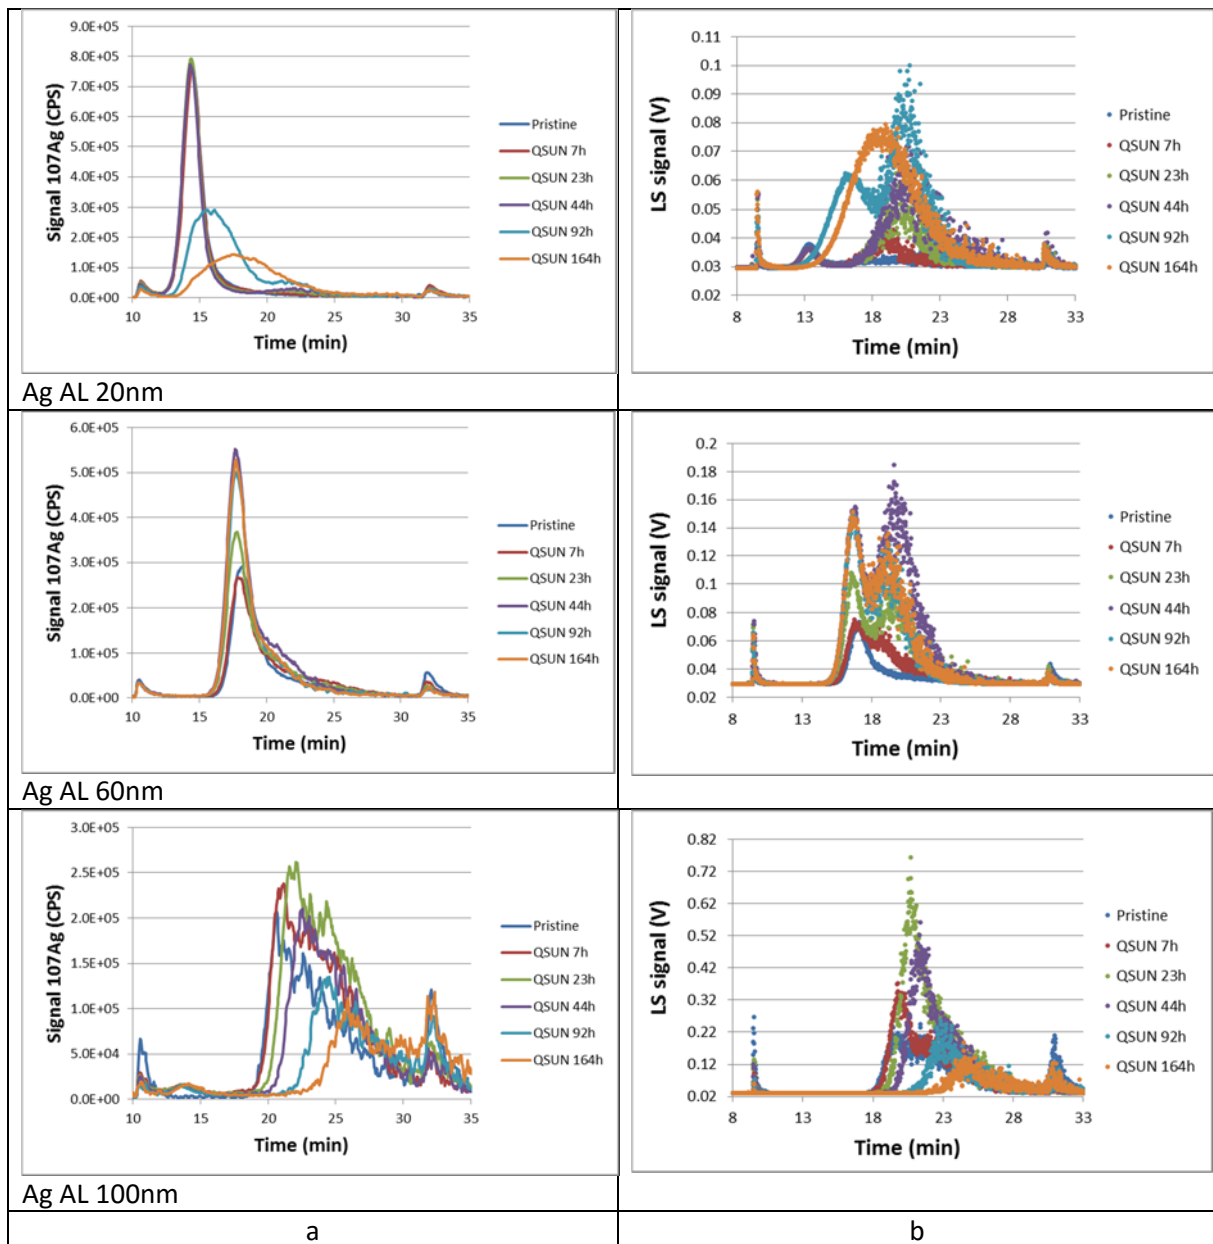 9.0E+05
8.0E+05
7.0E+05
6.0E+05
5.0E+05
4.0E+05
3.0E+05
2.0E+05
1.0E+05
0.0E+00
Signal 107Ag (CPS)
10 15 20 25 30 35
Time (min)
Pristine
QSUN 7h
QSUN 23h
QSUN 44h
QSUN 92h
QSUN 164h
Ag AL 20nm
0.11
0.1
0.09
0.08
0.07
0.06
0.05
0.04
0.03
0.02
LS signal (V)
8 13 18 23 28 33
Time (min)
Pristine
QSUN 7h
QSUN 23h
QSUN 44h
QSUN 92h
QSUN 164h
6.0E+05
5.0E+05
4.0E+05
3.0E+05
2.0E+05
1.0E+05
0.0E+00
Signal 107Ag (CPS)
10 15 20 25 30 35
Time (min)
Pristine
QSUN 7h
QSUN 23h
QSUN 44h
QSUN 92h
QSUN 164h
Ag AL 60nm
0.2
0.18
0.16
0.14
0.12
0.1
0.08
0.06
0.04
0.02
LS signal (V)
8 13 18 23 28 33
Time (min)
Pristine
QSUN 7h
QSUN 23h
QSUN 44h
QSUN 92h
QSUN 164h
3.0E+05
2.5E+05
2.0E+05
1.5E+05
1.0E+05
5.0E+04
0.0E+00
Signal 107Ag (CPS)
10 15 20 25 30 35
Time (min)
Pristine
QSUN 7h
QSUN 23h
QSUN 44h
QSUN 92h
QSUN 164h
Ag AL 100nm
0.82
0.72
0.62
0.52
0.42
0.32
0.22
0.12
0.02
LS signal (V)
8 13 18 23 28 33
Time (min)
Pristine
QSUN 7h
QSUN 23h
QSUN 44h
QSUN 92h
QSUN 164h
a
b